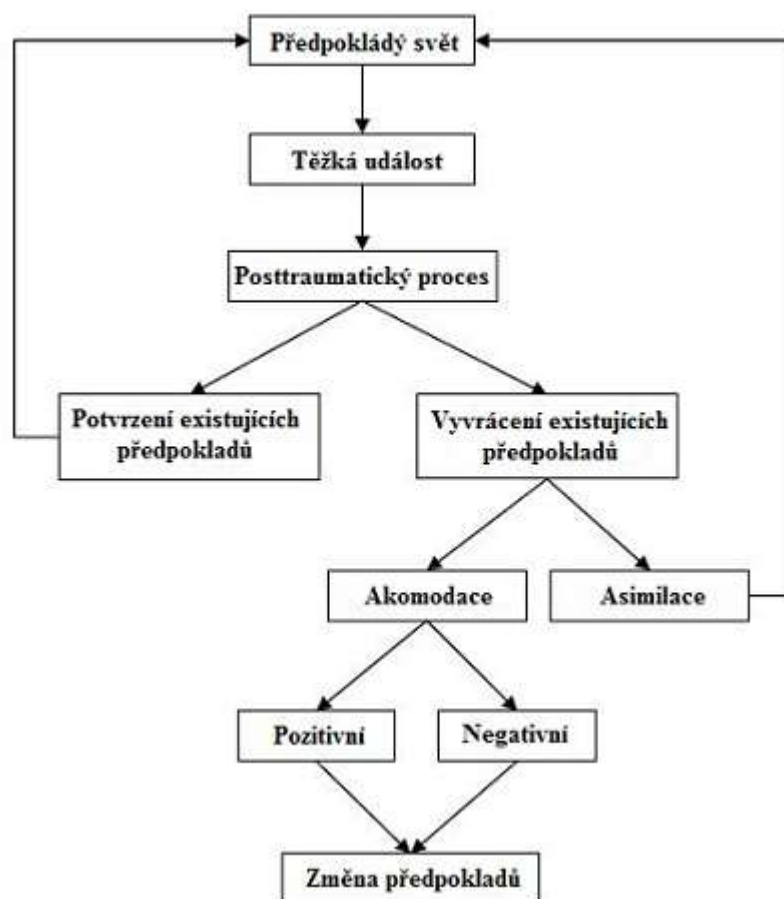 Předpokládý svět
Těžká událost
Posttraumatický proces
Potvrzení existujících
předpokladů
Vyvrácení existujících
předpokladů
Akomodace
Asimilace
Pozitivní
Negativní
Změna předpokladů